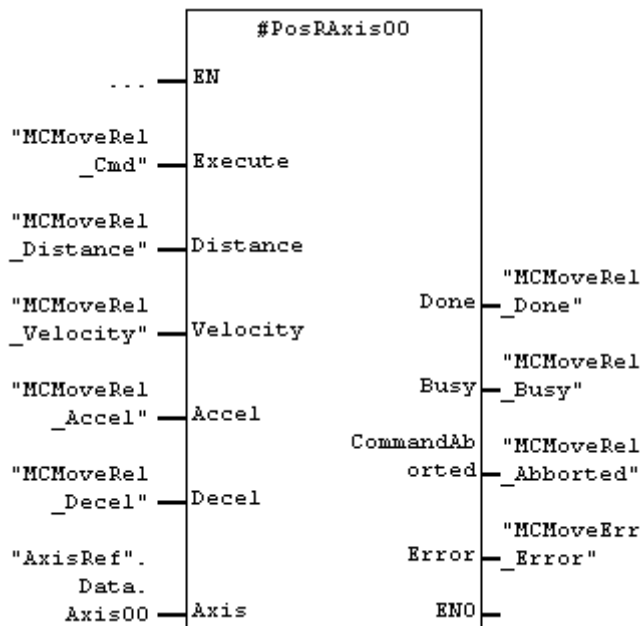 #PosRAxis00
... EN
"MCMoveRel
_Cmd" Execute
"MCMoveRel
_Distance" Distance
"MCMoveRel
_Velocity" Velocity
"MCMoveRel
_Accel" Accel
"MCMoveRel
_Decel" Decel
"AxisRef".
Data.
Axis00 Axis
Done "MCMoveRel
_Done"
Busy "MCMoveRel
_Busy"
CommandAb
orted "MCMoveRel
_Abborted"
Error "MCMoveErr
_Error"
ENO